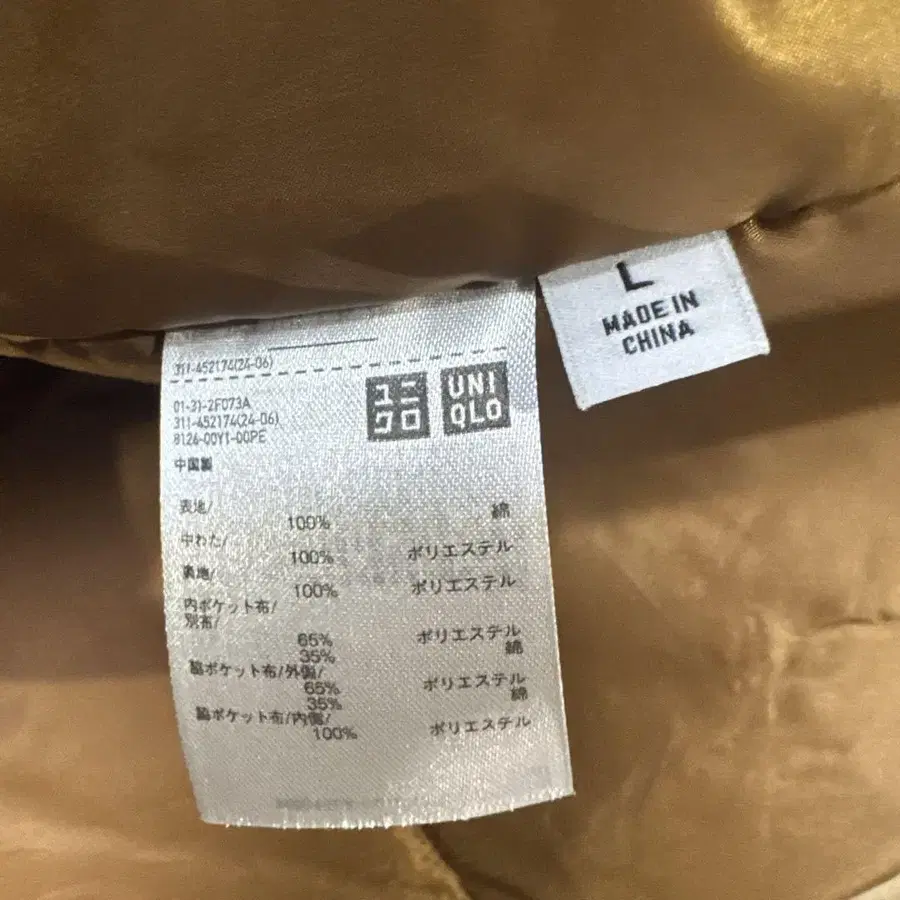 L
MADE IN
CHINA
311-452174(24-06)
ユニ
クロ
UNI
QLO
01-31-2F073A
311-452174(24-06)
8126-00Y1-00PE
中国製
表地/
100% 綿
中わた/
100% ポリエステル
裏地/
100% ポリエステル
内ポケット布/
別布/
65% ポリエステル
35% 綿
脇ポケット布/外側/
65% ポリエステル
35% 綿
脇ポケット布/内側/
100% ポリエステル